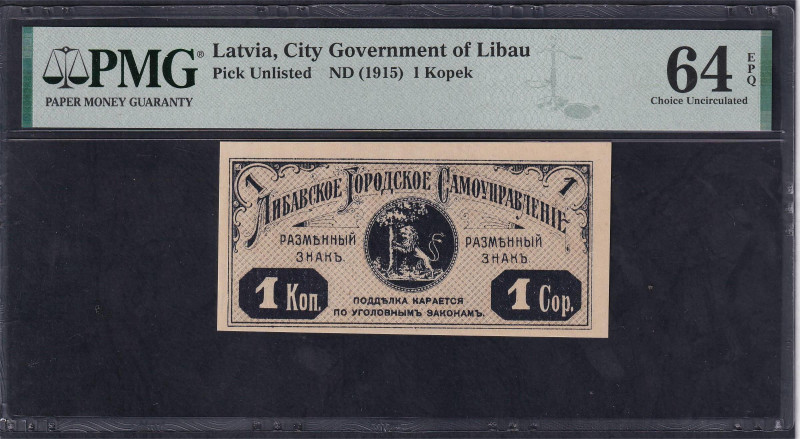 PMG®
PAPER MONEY GUARANTY
Latvia, City Government of Libau
Pick Unlisted ND (1915) 1 Kopek
64 EPQ
Choice Uncirculated
1 1
Либавское Городское Самоуправленіе
РАЗМѢННЫЙ ЗНАКЪ
РАЗМѢННЫЙ ЗНАКЪ
1 Коп.
ПОДДѢЛКА КАРАЕТСЯ
ПО УГОЛОВНЫМЪ ЗАКОНАМЪ.
1 Cop.